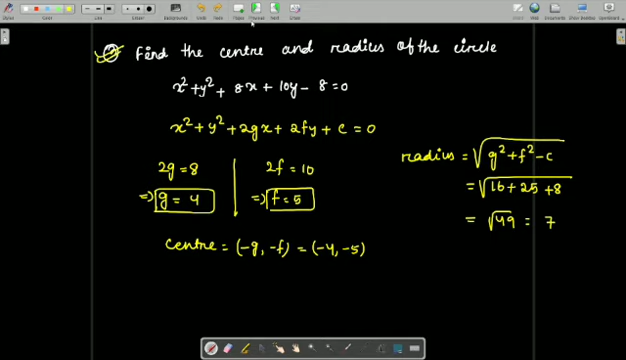 Find the centre and radius of the circle
x²+y²+ 8x + 10y - 8 = 0
x² + y² + 2gx + 2fy + c = 0
2g = 8
=> g = 4
2f = 10
=> f = 5
centre = (-g, -f) = (-4, -5)
radius = √g² + f² - c
= √16 + 25 + 8
= √49 = 7